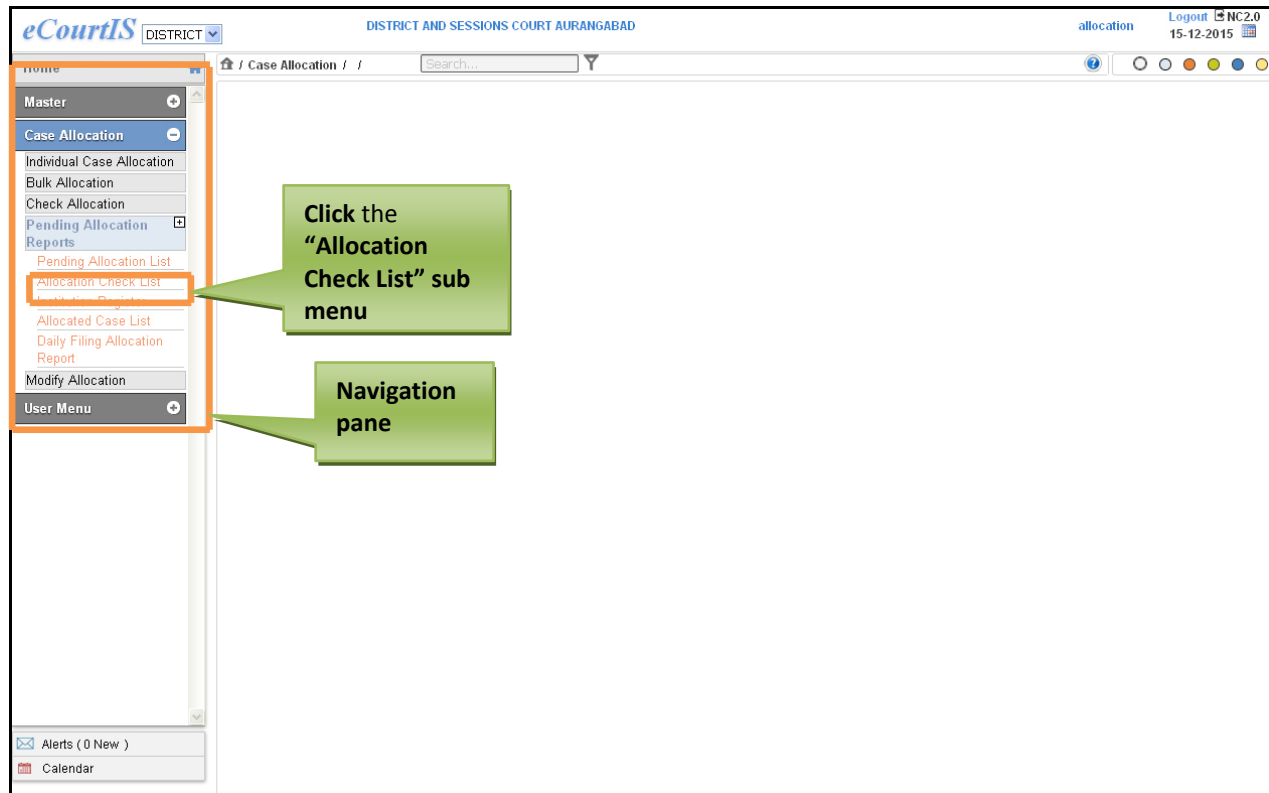 eCourtIS DISTRICT
DISTRICT AND SESSIONS COURT AURANGABAD
allocation
Logout NC2.0
15-12-2015
Home
/ Case Allocation / /
Search...
Master
Case Allocation
Individual Case Allocation
Bulk Allocation
Check Allocation
Pending Allocation
Reports
Pending Allocation List
Allocation Check List
Institution Register
Allocated Case List
Daily Filing Allocation
Report
Modify Allocation
User Menu
Click the
“Allocation
Check List” sub
menu
Navigation
pane
Alerts ( 0 New )
Calendar